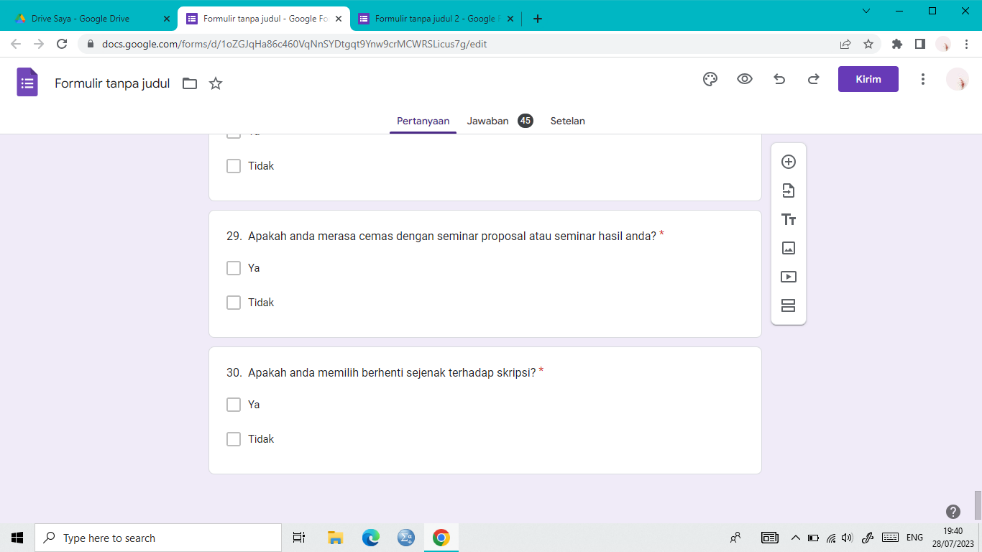 Drive Saya - Google Drive
Formulir tanpa judul - Google Fo
Formulir tanpa judul 2 - Google
docs.google.com/forms/d/1oZGJqHa86c460VqNnSYDtgqt9Ynw9crMCWRSLicus7g/edit
Formulir tanpa judul
Kirim
Pertanyaan
Jawaban 45
Setelan
Tidak
29. Apakah anda merasa cemas dengan seminar proposal atau seminar hasil anda? *
Ya
Tidak
30. Apakah anda memilih berhenti sejenak terhadap skripsi? *
Ya
Tidak
Type here to search
ENG
19:40
28/07/2023